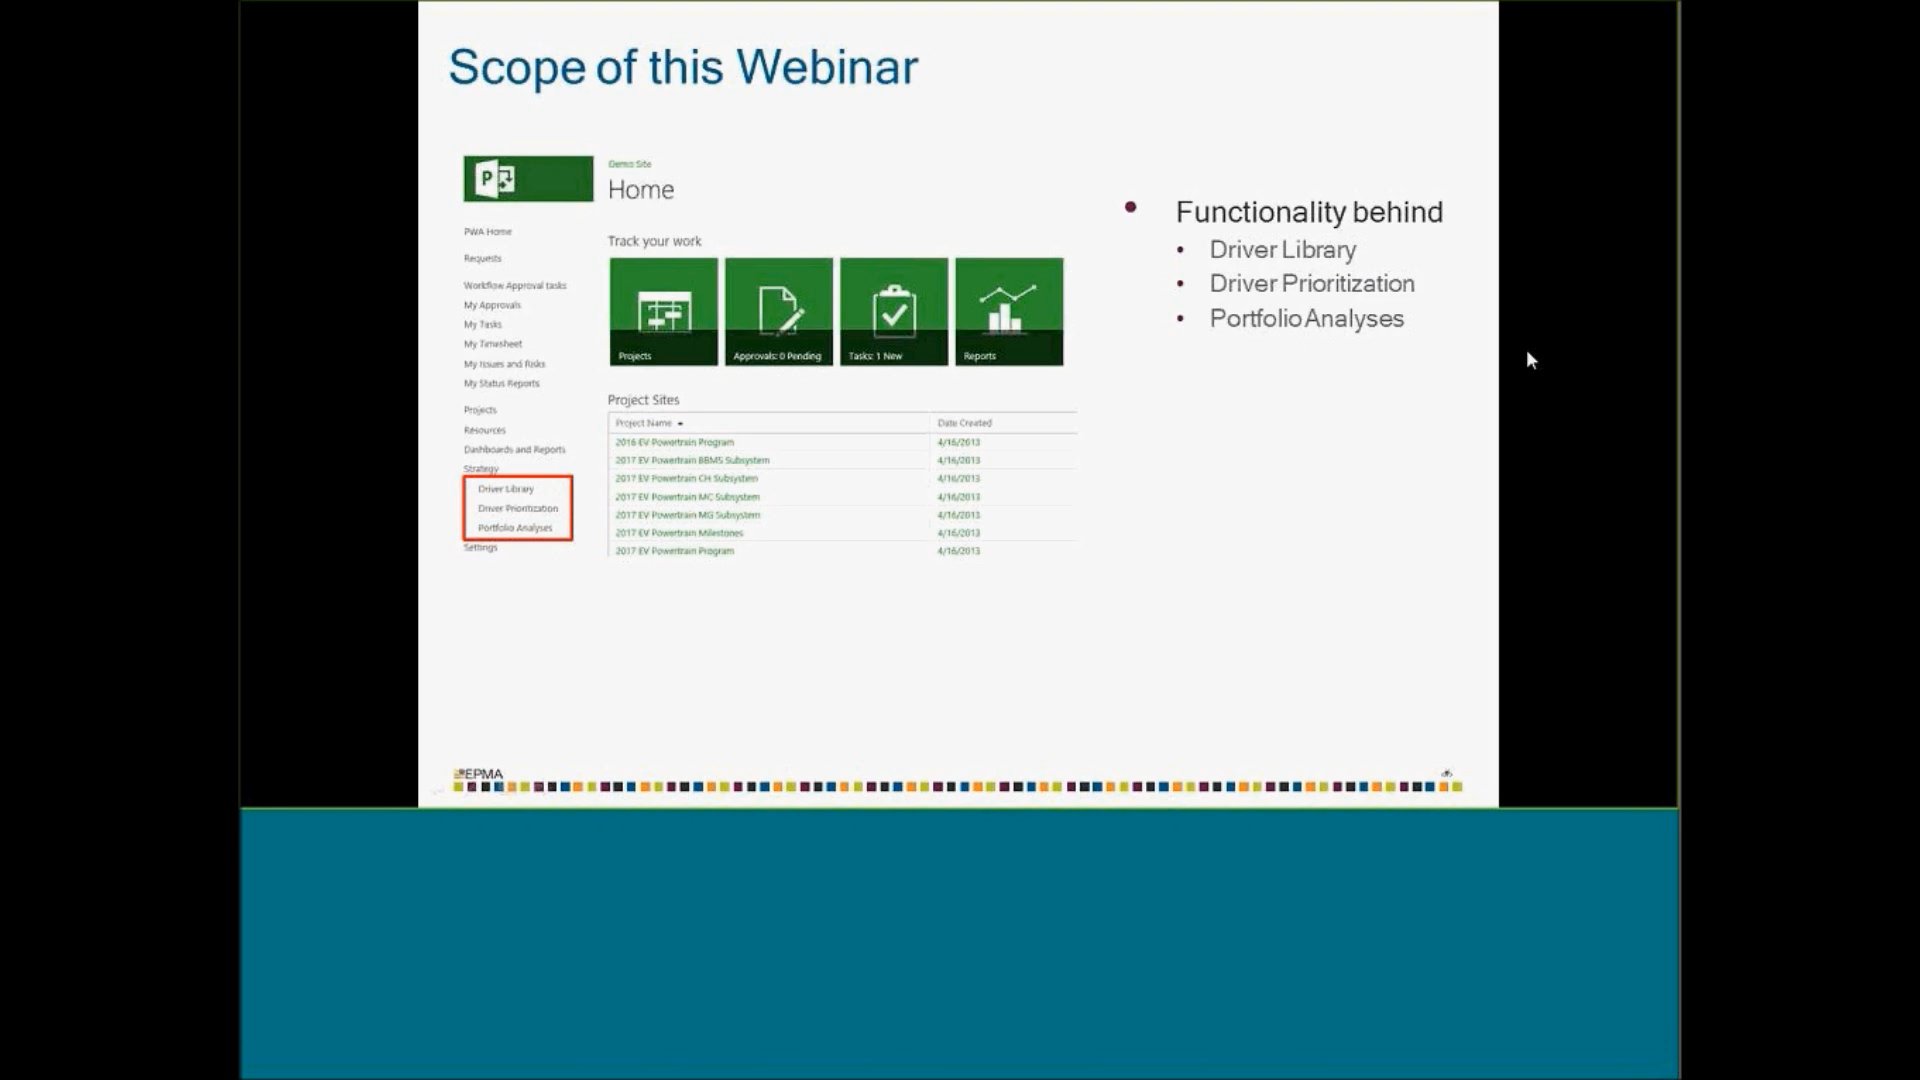 Scope of this Webinar
P
Demo Site
Home
PWA Home
Requests
Workflow Approval tasks
My Approvals
My Tasks
My Timesheet
My Issues and Risks
My Status Reports
Projects
Resources
Dashboards and Reports
Strategy
Driver Library
Driver Prioritization
Portfolio Analyses
Settings
Track your work
Projects
Approvals: 0 Pending
Tasks: 1 New
Reports
Project Sites
Project Name Date Created
2016 EV Powertrain Program 4/16/2013
2017 EV Powertrain BBMS Subsystem 4/16/2013
2017 EV Powertrain CH Subsystem 4/16/2013
2017 EV Powertrain MC Subsystem 4/16/2013
2017 EV Powertrain MG Subsystem 4/16/2013
2017 EV Powertrain Milestones 4/16/2013
2017 EV Powertrain Program 4/16/2013
• Functionality behind
• Driver Library
• Driver Prioritization
• Portfolio Analyses
EPMA